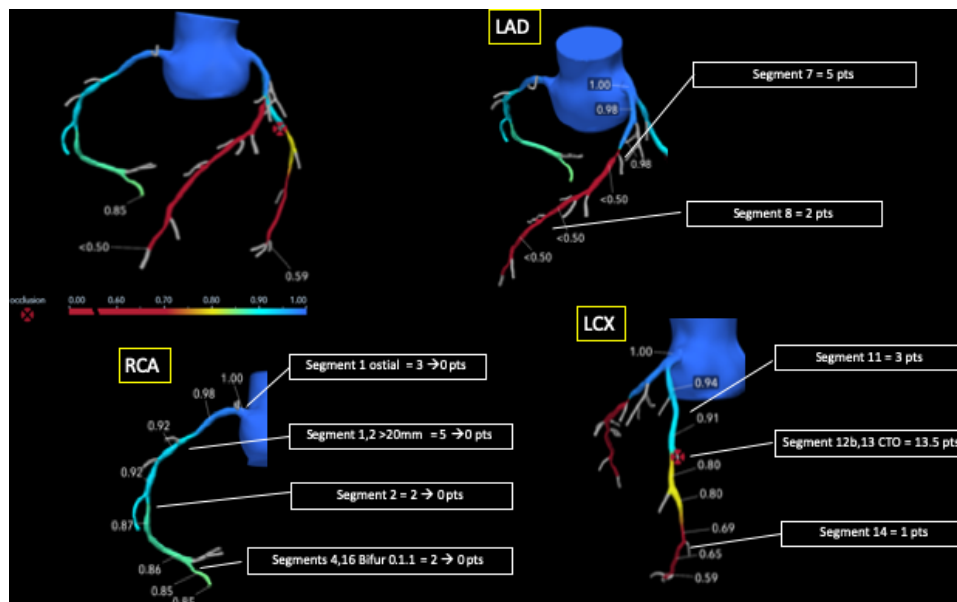 LAD
Segment 7 = 5 pts
1.00
0.98
0.98
<0.50
Segment 8 = 2 pts
<0.50
<0.50
0.85
<0.50
0.59
occlusion
0.00 0.60 0.70 0.80 0.90 1.00
RCA
Segment 1 ostial = 3 → 0 pts
1.00
0.98
Segment 1,2 >20mm = 5 → 0 pts
0.92
0.92
Segment 2 = 2 → 0 pts
0.87
Segments 4,16 Bifur 0.1.1 = 2 → 0 pts
0.86
0.85
0.85
LCX
1.00
Segment 11 = 3 pts
0.94
0.91
Segment 12b,13 CTO = 13.5 pts
0.80
0.80
0.69
Segment 14 = 1 pts
0.65
0.59